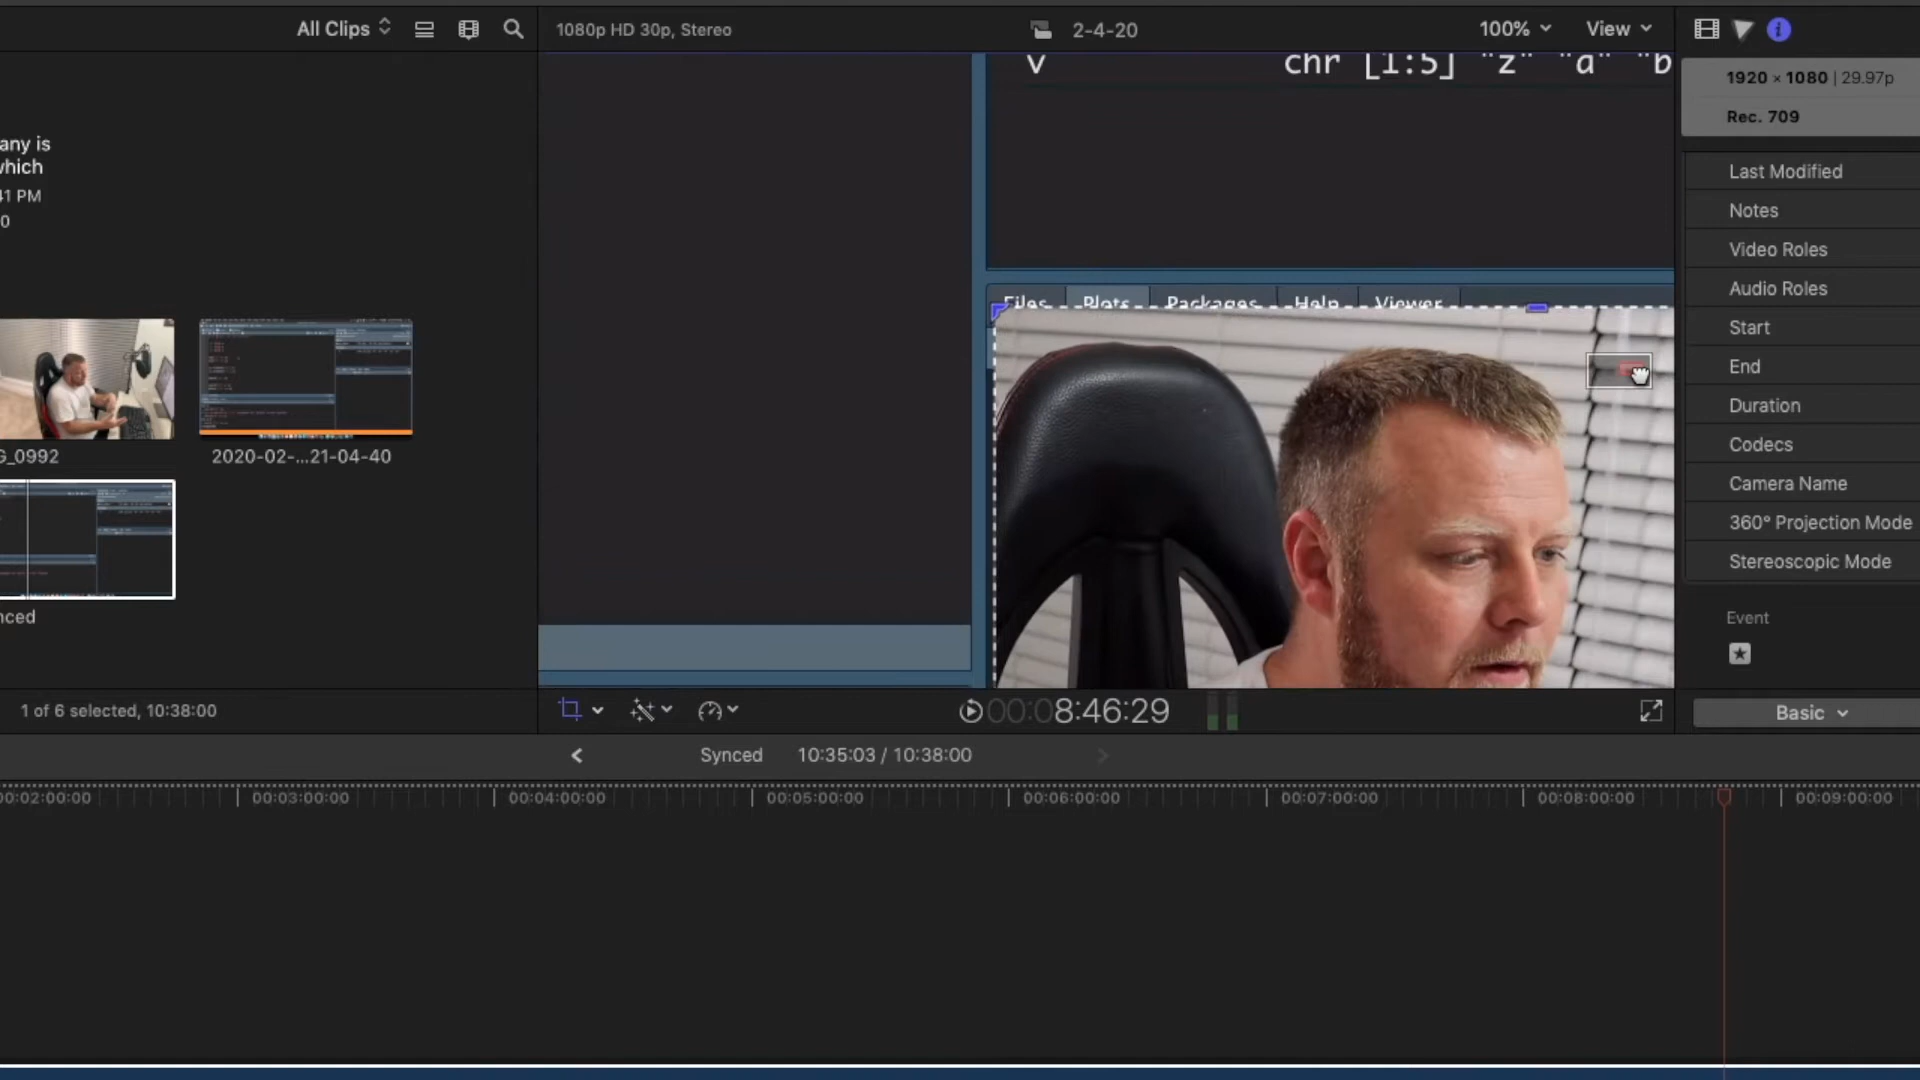 All Clips
1080p HD 30p, Stereo
2-4-20
100%
View
any is
which
41 PM
0
G_0992
2020-02-...21-04-40
nced
1 of 6 selected, 10:38:00
v chr [1:5] "z" "a" "b
Files Plots Packages Help Viewer
1920 × 1080 | 29.97p
Rec. 709
Last Modified
Notes
Video Roles
Audio Roles
Start
End
Duration
Codecs
Camera Name
360° Projection Mode
Stereoscopic Mode
Event
Basic
00:08:46:29
Synced 10:35:03 / 10:38:00
00:02:00:00 00:03:00:00 00:04:00:00 00:05:00:00 00:06:00:00 00:07:00:00 00:08:00:00 00:09:00:00